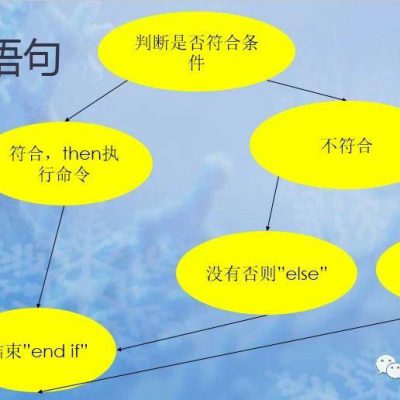 语句
判断是否符合条
件
符合，then执
行命令
不符合
没有否则”else”
束”end if”